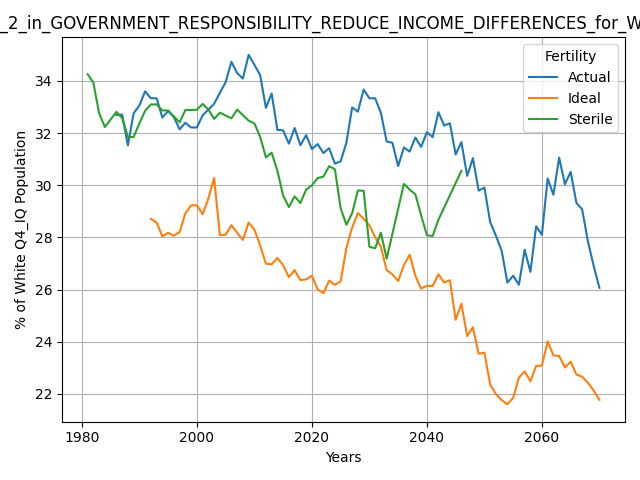 _2_in_GOVERNMENT_RESPONSIBILITY_REDUCE_INCOME_DIFFERENCES_for_W
Fertility
Actual
Ideal
Sterile
% of White Q4_IQ Population
34
32
30
28
26
24
22
1980
2000
2020
2040
2060
Years